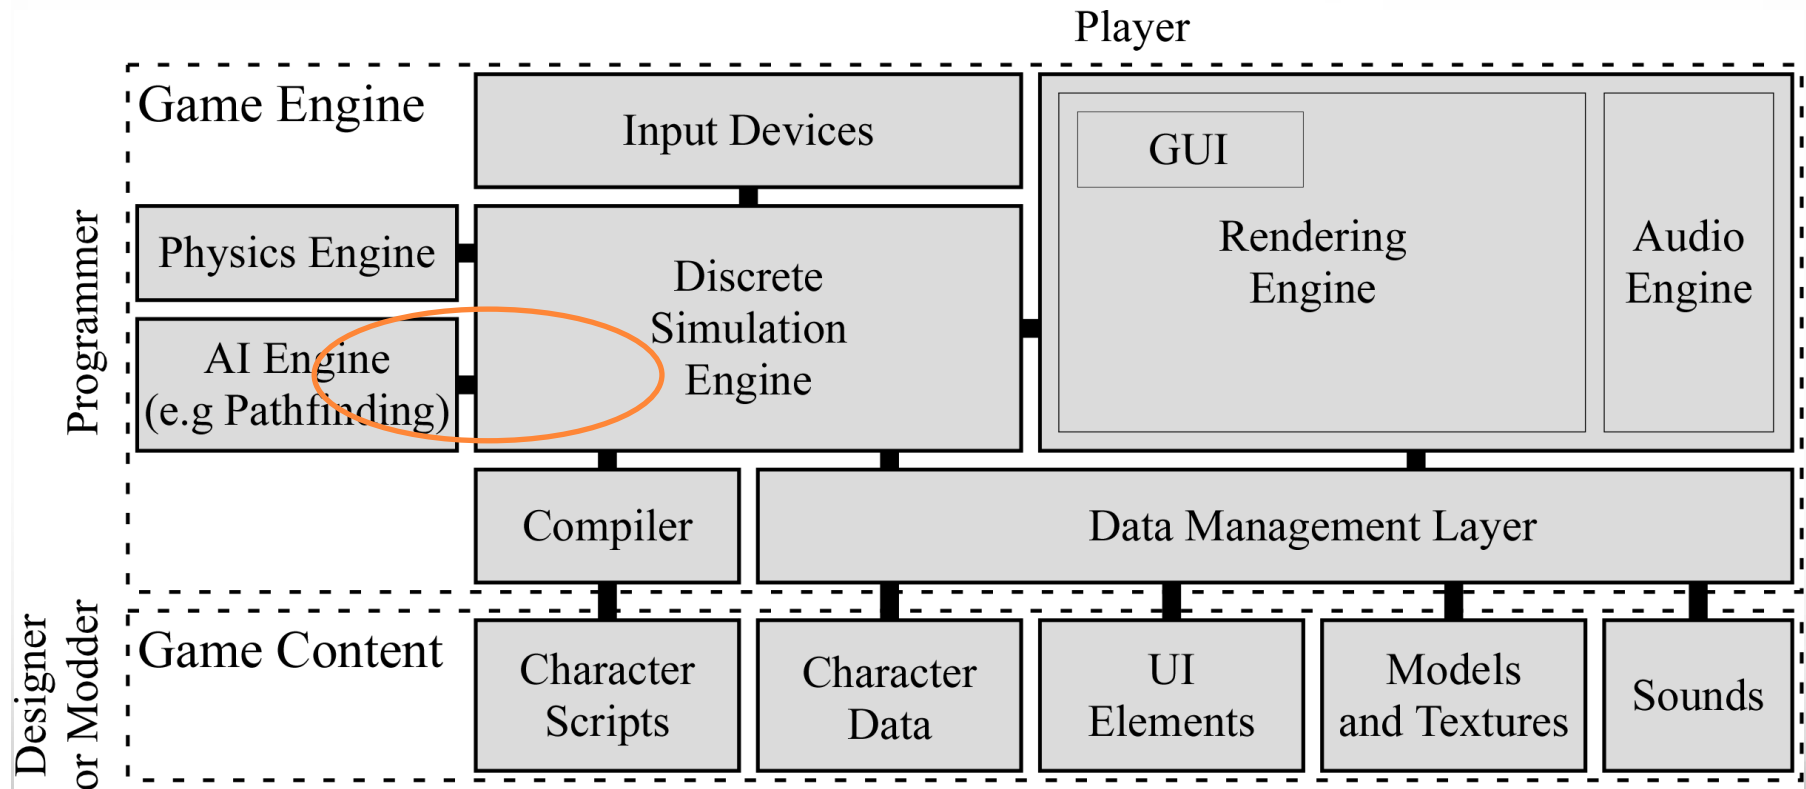 Player
Game Engine
Input Devices
GUI
Rendering
Engine
Audio
Engine
Programmer
Physics Engine
Discrete
Simulation
Engine
AI Engine
(e.g Pathfinding)
Compiler
Data Management Layer
Designer
or Modder
Game Content
Character
Scripts
Character
Data
UI
Elements
Models
and Textures
Sounds